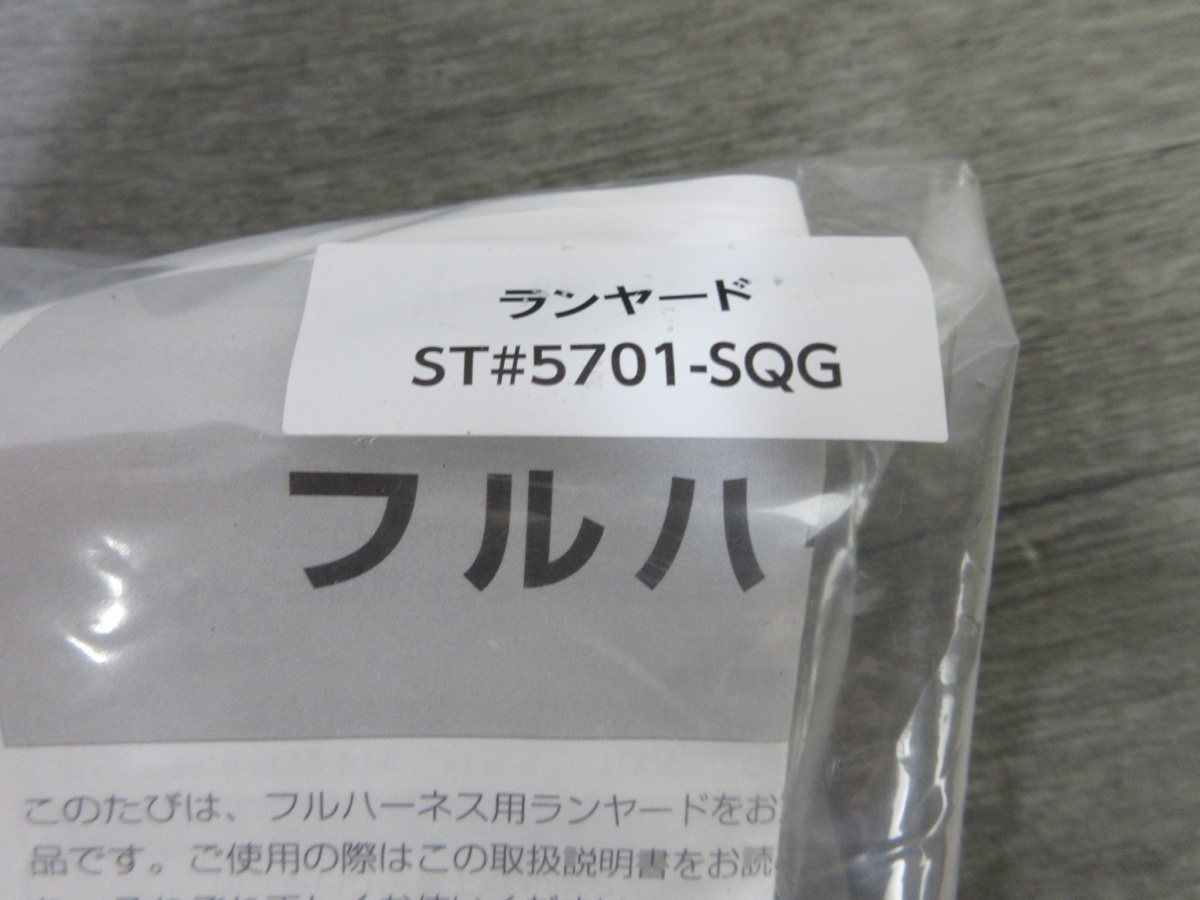 ランヤード
ST#5701-SQG
フルハ
このたびは、フルハーネス用ランヤードをお
品です。ご使用の際はこの取扱説明書をお読